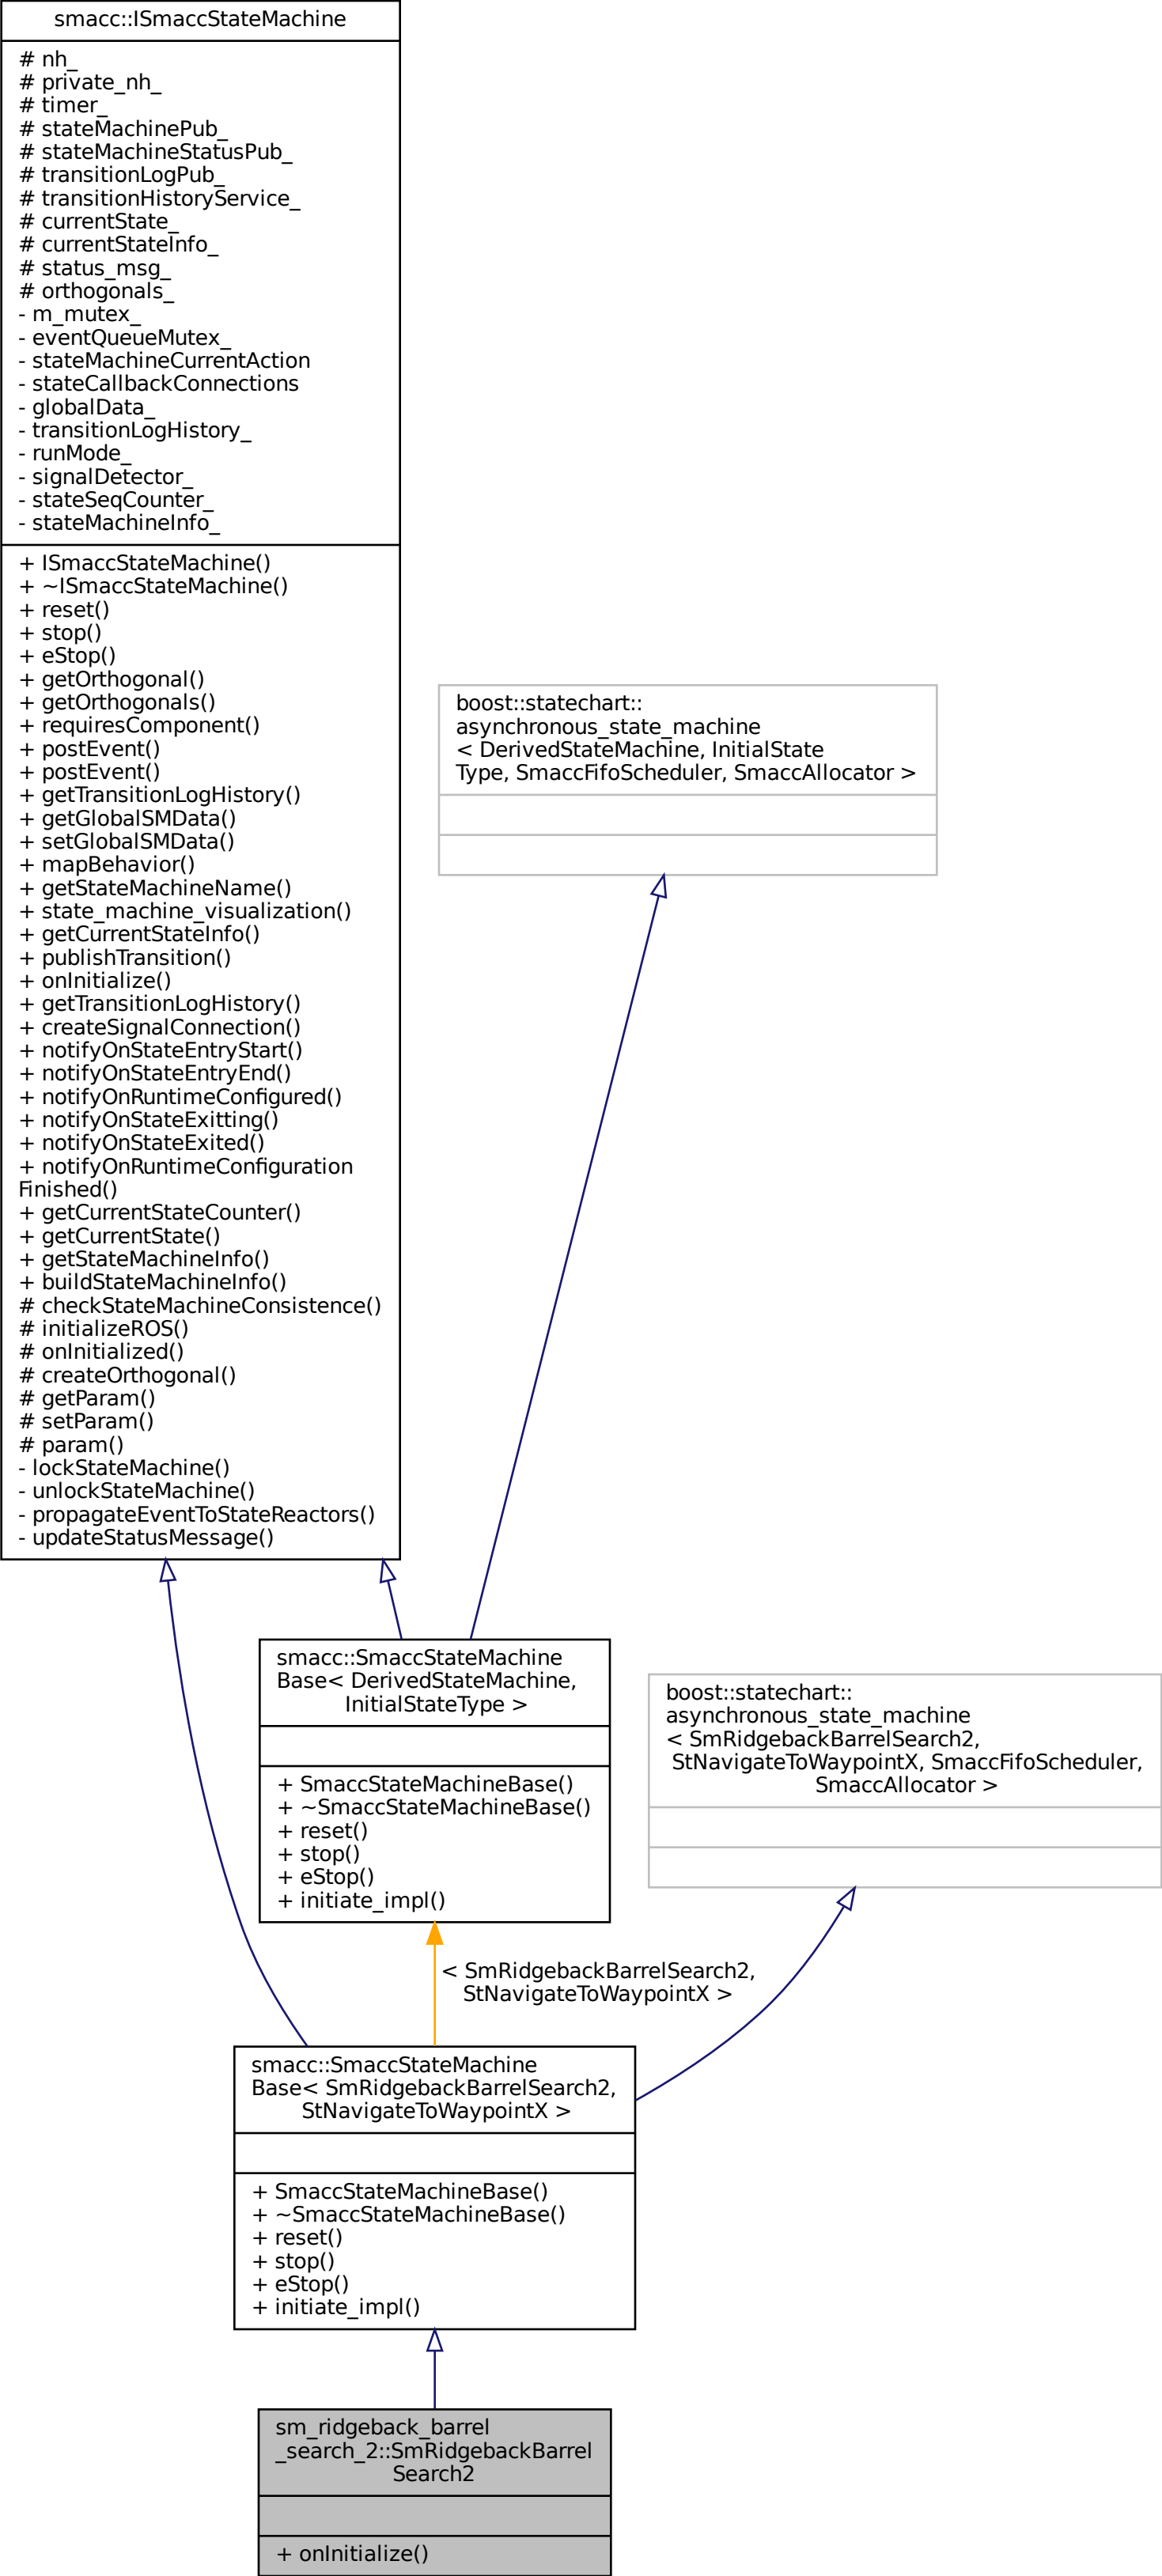 smacc::ISmaccStateMachine
# nh_
# private_nh_
# timer_
# stateMachinePub_
# stateMachineStatusPub_
# transitionLogPub_
# transitionHistoryService_
# currentState_
# currentStateInfo_
# status_msg_
# orthogonals_
- m_mutex_
- eventQueueMutex_
- stateMachineCurrentAction
- stateCallbackConnections
- globalData_
- transitionLogHistory_
- runMode_
- signalDetector_
- stateSeqCounter_
- stateMachineInfo_
+ ISmaccStateMachine()
+ ~ISmaccStateMachine()
+ reset()
+ stop()
+ eStop()
+ getOrthogonal()
+ getOrthogonals()
+ requiresComponent()
+ postEvent()
+ postEvent()
+ getTransitionLogHistory()
+ getGlobalSMData()
+ setGlobalSMData()
+ mapBehavior()
+ getStateMachineName()
+ state_machine_visualization()
+ getCurrentStateInfo()
+ publishTransition()
+ onInitialize()
+ getTransitionLogHistory()
+ createSignalConnection()
+ notifyOnStateEntryStart()
+ notifyOnStateEntryEnd()
+ notifyOnRuntimeConfigured()
+ notifyOnStateExitting()
+ notifyOnStateExited()
+ notifyOnRuntimeConfiguration
Finished()
+ getCurrentStateCounter()
+ getCurrentState()
+ getStateMachineInfo()
+ buildStateMachineInfo()
# checkStateMachineConsistence()
# initializeROS()
# onInitialized()
# createOrthogonal()
# getParam()
# setParam()
# param()
- lockStateMachine()
- unlockStateMachine()
- propagateEventToStateReactors()
- updateStatusMessage()
boost::statechart::
asynchronous_state_machine
< DerivedStateMachine, InitialState
Type, SmaccFifoScheduler, SmaccAllocator >
smacc::SmaccStateMachine
Base< DerivedStateMachine,
InitialStateType >
+ SmaccStateMachineBase()
+ ~SmaccStateMachineBase()
+ reset()
+ stop()
+ eStop()
+ initiate_impl()
boost::statechart::
asynchronous_state_machine
< SmRidgebackBarrelSearch2,
StNavigateToWaypointX, SmaccFifoScheduler,
SmaccAllocator >
< SmRidgebackBarrelSearch2,
StNavigateToWaypointX >
smacc::SmaccStateMachine
Base< SmRidgebackBarrelSearch2,
StNavigateToWaypointX >
+ SmaccStateMachineBase()
+ ~SmaccStateMachineBase()
+ reset()
+ stop()
+ eStop()
+ initiate_impl()
sm_ridgeback_barrel
_search_2::SmRidgebackBarrel
Search2
+ onInitialize()